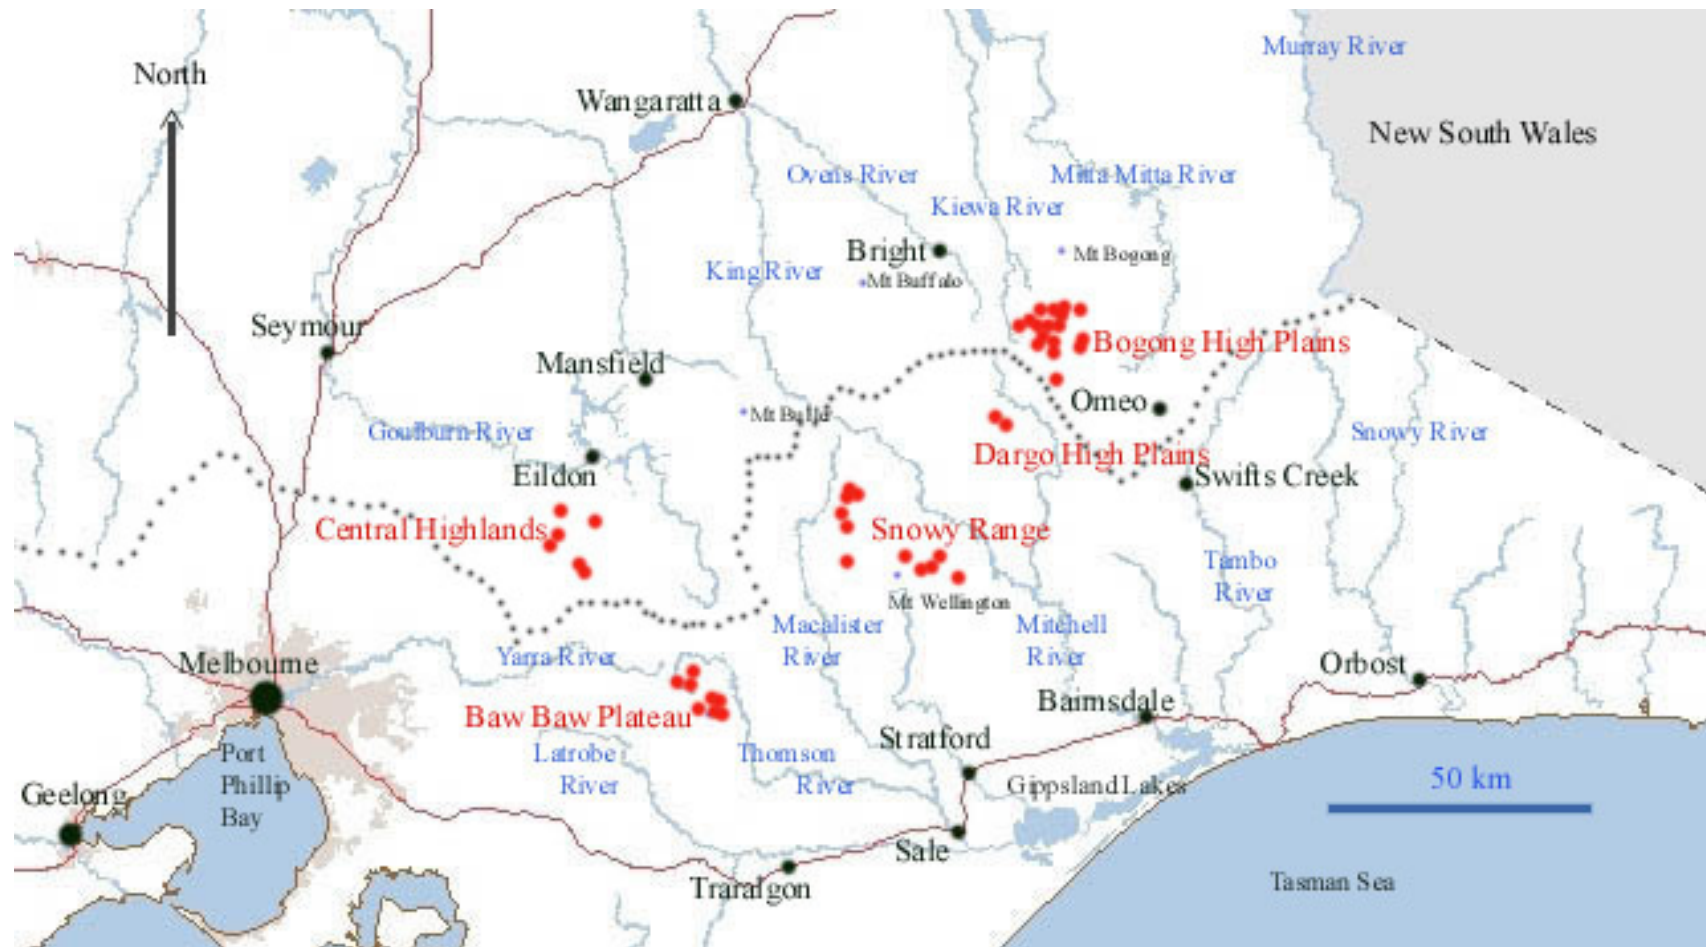 Murray River
North
Wangaratta
New South Wales
Ovens River
Mitta Mitta River
Kiewa River
Bright
Mt Bogong
King River
Mt Buffalo
Seymour
Bogong High Plains
Mansfield
Omeo
Mt Buller
Goulburn River
Snowy River
Dargo High Plains
Eildon
Swifts Creek
Central Highlands
Snowy Range
Tambo
River
Mt Wellington
Macalister
River
Mitchell
River
Yarra River
Melbourne
Orbost
Bairnsdale
Baw Baw Plateau
Stratford
Port
Phillip
Bay
Latrobe
River
Thomson
River
Gippsland Lakes
50 km
Geelong
Sale
Traralgon
Tasman Sea